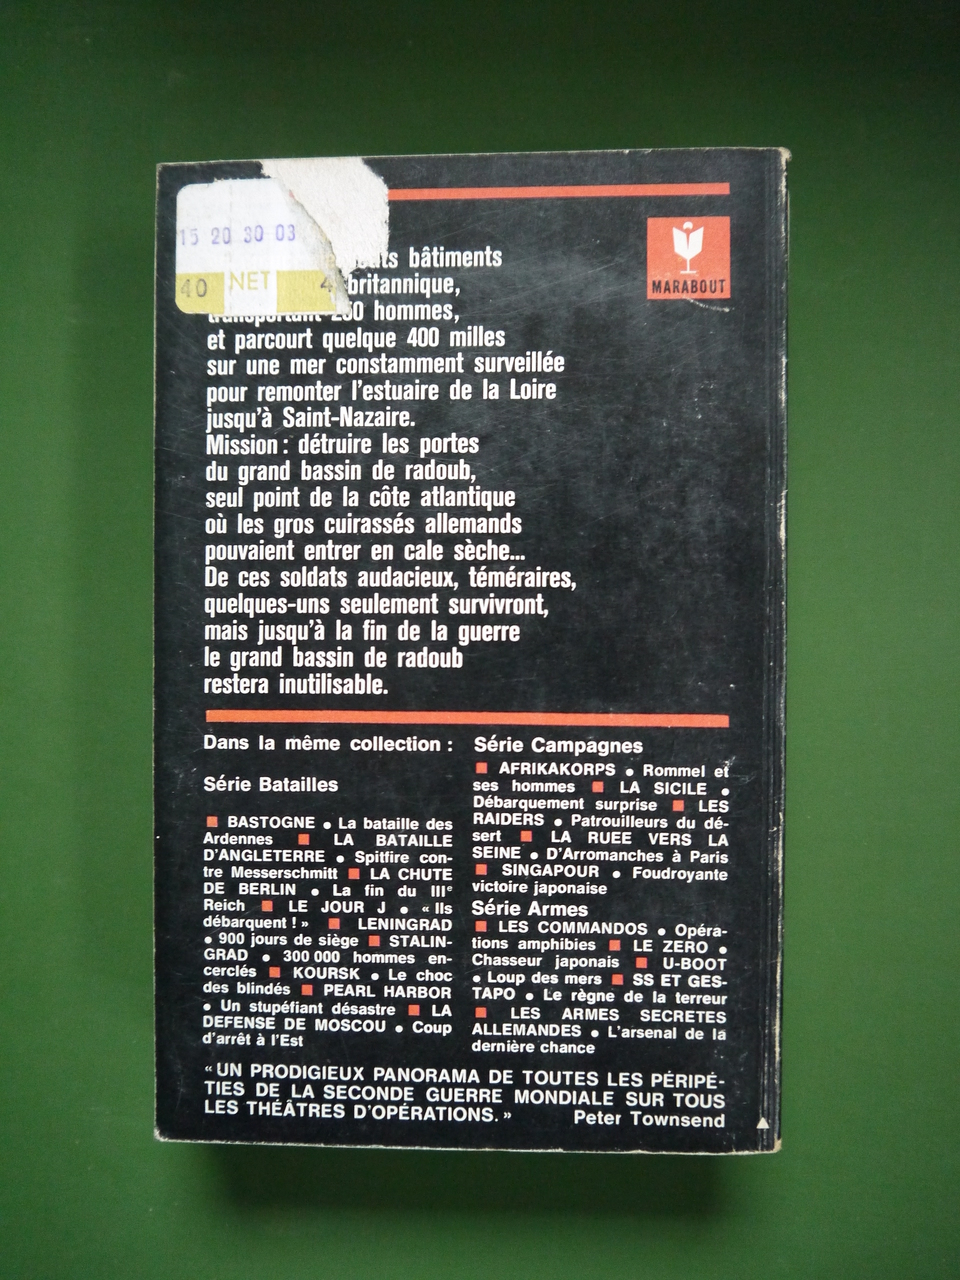 15 20 30 03
40 NET 4
bâtiments
britannique,
hommes,
et parcourt quelque 400 milles
sur une mer constamment surveillée
pour remonter l'estuaire de la Loire
jusqu'à Saint-Nazaire.
Mission : détruire les portes
du grand bassin de radoub,
seul point de la côte atlantique
où les gros cuirassés allemands
pouvaient entrer en cale sèche...
De ces soldats audacieux, téméraires,
quelques-uns seulement survivront,
mais jusqu'à la fin de la guerre
le grand bassin de radoub
restera inutilisable.
MARABOUT
Dans la même collection :
Série Batailles
■ BASTOGNE ● La bataille des
Ardennes ■ LA BATAILLE
D'ANGLETERRE ● Spitfire con-
tre Messerschmitt ■ LA CHUTE
DE BERLIN ● La fin du IIIe
Reich ■ LE JOUR J ● « Ils
débarquent ! » ■ LENINGRAD
● 900 jours de siège ■ STALIN-
GRAD ● 300 000 hommes en-
cerclés ■ KOURSK ● Le choc
des blindés ■ PEARL HARBOR
● Un stupéfiant désastre ■ LA
DEFENSE DE MOSCOU ● Coup
d'arrêt à l'Est
Série Campagnes
■ AFRIKAKORPS ● Rommel et
ses hommes ■ LA SICILE ●
Débarquement surprise ■ LES
RAIDERS ● Patrouilleurs du dé-
sert ■ LA RUEE VERS LA
SEINE ● D'Arromanches à Paris
■ SINGAPOUR ● Foudroyante
victoire japonaise
Série Armes
■ LES COMMANDOS ● Opéra-
tions amphibies ■ LE ZERO ●
Chasseur japonais ■ U-BOOT
● Loup des mers ■ SS ET GES-
TAPO ● Le règne de la terreur
■ LES ARMES SECRETES
ALLEMANDES ● L'arsenal de la
dernière chance
« UN PRODIGIEUX PANORAMA DE TOUTES LES PÉRIPÉ-
TIES DE LA SECONDE GUERRE MONDIALE SUR TOUS
LES THÉÂTRES D'OPÉRATIONS. » Peter Townsend